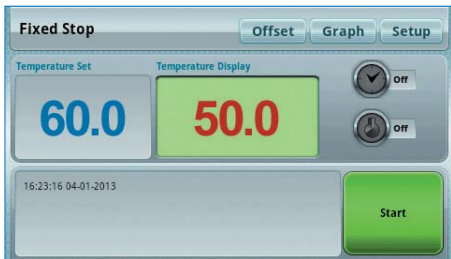 Fixed Stop Offset Graph Setup
Temperature Set Temperature Display
60.0 50.0
Off
Off
16:23:16 04-01-2013
Start